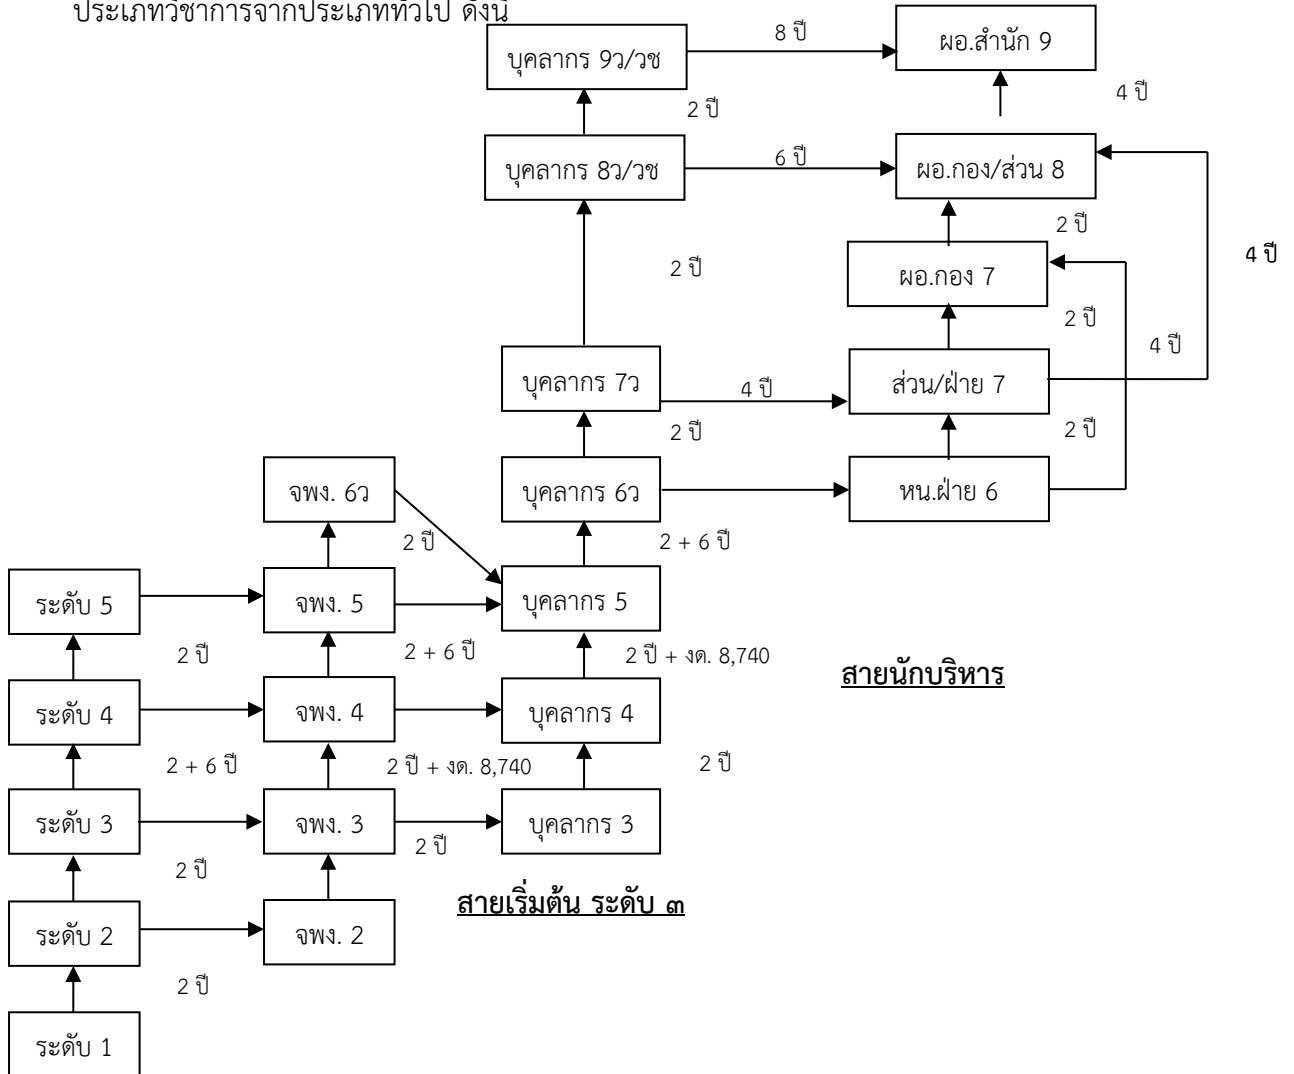 ประเภทวิชาการจากประเภททั่วไป ดังนี้
8 ปี
ผอ.สำนัก 9
บุคลากร 9ว/วช
4 ปี
2 ปี
บุคลากร 8ว/วช
6 ปี
ผอ.กอง/ส่วน 8
2 ปี
4 ปี
2 ปี
ผอ.กอง 7
2 ปี
4 ปี
บุคลากร 7ว
4 ปี
ส่วน/ฝ่าย 7
2 ปี
2 ปี
จพง. 6ว
บุคลากร 6ว
หน.ฝ่าย 6
2 ปี
2 + 6 ปี
ระดับ 5
จพง. 5
บุคลากร 5
2 ปี
2 + 6 ปี
2 ปี + งด. 8,740
สายนักบริหาร
ระดับ 4
จพง. 4
บุคลากร 4
2 + 6 ปี
2 ปี + งด. 8,740
2 ปี
ระดับ 3
จพง. 3
บุคลากร 3
2 ปี
2 ปี
สายเริ่มต้น ระดับ ๓
ระดับ 2
จพง. 2
2 ปี
ระดับ 1